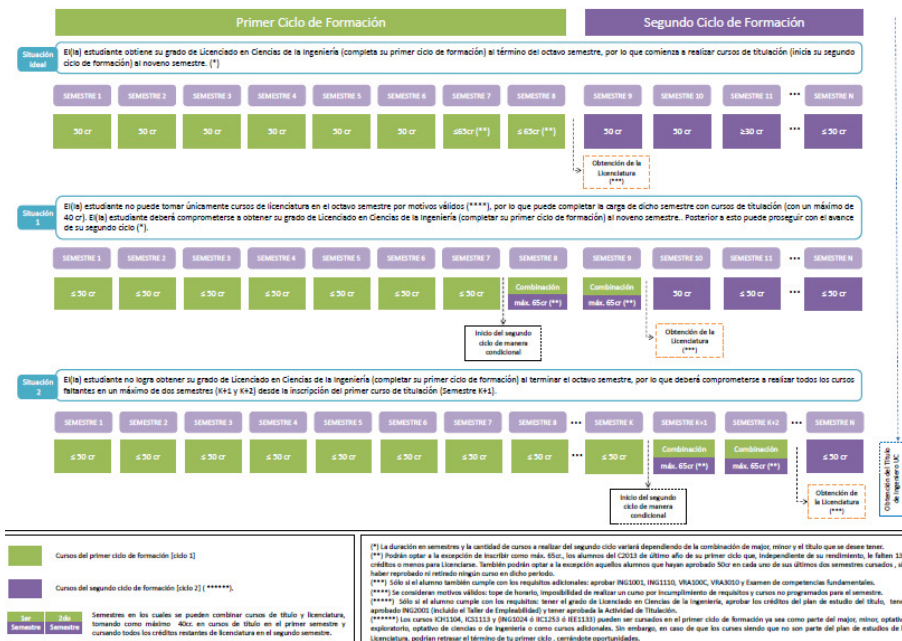 Primer Ciclo de Formación
Segundo Ciclo de Formación
Situación
ideal
El(la) estudiante obtiene su grado de Licenciado en Ciencias de la Ingeniería (completa su primer ciclo de formación) al término del octavo semestre, por lo que comienza a realizar cursos de titulación (inicia su segundo
ciclo de formación) al noveno semestre. (*)
SEMESTRE 1 SEMESTRE 2 SEMESTRE 3 SEMESTRE 4 SEMESTRE 5 SEMESTRE 6 SEMESTRE 7 SEMESTRE 8 SEMESTRE 9 SEMESTRE 10 SEMESTRE 11 ... SEMESTRE N
50 cr 50 cr 50 cr 50 cr 50 cr 50 cr ≤65cr (**) ≤ 65cr (**) 50 cr 50 cr ≥30 cr ... ≤ 50 cr
Obtención de la
Licenciatura
(***)
Situación
1
El(la) estudiante no puede tomar únicamente cursos de licenciatura en el octavo semestre por motivos válidos (****), por lo que puede completar la carga de dicho semestre con cursos de titulación (con un máximo de
40 cr). El(la) estudiante deberá comprometerse a obtener su grado de Licenciado en Ciencias de la Ingeniería (completar su primer ciclo de formación) al noveno semestre.. Posterior a esto puede proseguir con el avance
de su segundo ciclo (*).
SEMESTRE 1 SEMESTRE 2 SEMESTRE 3 SEMESTRE 4 SEMESTRE 5 SEMESTRE 6 SEMESTRE 7 SEMESTRE 8 SEMESTRE 9 SEMESTRE 10 SEMESTRE 11 ... SEMESTRE N
≤ 50 cr ≤ 50 cr ≤ 50 cr ≤ 50 cr ≤ 50 cr ≤ 50 cr ≤ 50 cr Combinación Combinación 50 cr ≤ 50 cr ... ≤ 50 cr
máx. 65cr (**) máx. 65cr (**)
Inicio del segundo
ciclo de manera
condicional
Obtención de la
Licenciatura
(***)
Situación
2
El(la) estudiante no logra obtener su grado de Licenciado en Ciencias de la Ingeniería (completar su primer ciclo de formación) al terminar el octavo semestre, por lo que deberá comprometerse a realizar todos los cursos
faltantes en un máximo de dos semestres (K+1 y K+2) desde la inscripción del primer curso de titulación (Semestre K+1).
SEMESTRE 1 SEMESTRE 2 SEMESTRE 3 SEMESTRE 4 SEMESTRE 5 SEMESTRE 6 SEMESTRE 7 SEMESTRE 8 ... SEMESTRE K SEMESTRE K+1 SEMESTRE K+2 ... SEMESTRE N
≤ 50 cr ≤ 50 cr ≤ 50 cr ≤ 50 cr ≤ 50 cr ≤ 50 cr ≤ 50 cr ≤ 50 cr ... ≤ 50 cr Combinación Combinación ≤ 50 cr
máx. 65cr (**) máx. 65cr (**)
Inicio del segundo
ciclo de manera
condicional
Obtención de
la Licenciatura
(***)
Obtención del Título
de Ingeniero UC
Cursos del primer ciclo de formación [ciclo 1]
Cursos del segundo ciclo de formación [ciclo 2] ( ******).
1er Semestre 2do Semestre
Semestres en los cuales se pueden combinar cursos de título y licenciatura,
tomando como máximo 40cr. en cursos de título en el primer semestre y
cursando todos los créditos restantes de licenciatura en el segundo semestre.
(*) La duración en semestres y la cantidad de cursos a realizar del segundo ciclo variará dependiendo de la combinación de major, minor y el título que se desee tener.
(**) Podrán optar a la excepción de inscribir como máx. 65cr., los alumnos del C2013 de último año de su primer ciclo que, independiente de su rendimiento, le falten 13
créditos o menos para Licenciarse. También podrán optar a la excepción aquellos alumnos que hayan aprobado 50cr en cada uno de sus últimos dos semestres cursados , si
haber reprobado ni retirado ningún curso en dicho periodo.
(***) Sólo si el alumno también cumple con los requisitos adicionales: aprobar ING1001, ING1110, VRA100C, VRA3010 y Examen de competencias fundamentales.
(****) Se consideran motivos válidos: tope de horario, imposibilidad de realizar un curso por incumplimiento de requisitos y cursos no programados para el semestre.
(*****) Sólo si el alumno cumple con los requisitos: tener el grado de Licenciado en Ciencias de la Ingeniería, aprobar los créditos del plan de estudio del título, tene
aprobado ING2001 (incluido el Taller de Empleabilidad) y tener aprobada la Actividad de Titulación.
(******) Los cursos ICH1104, ICS1113 y (ING1024 ó IIC1253 ó IEE1133) pueden ser cursados en el primer ciclo de formación ya sea como parte del major, minor, optativ
exploratorio, optativo de ciencias o de ingeniería o como cursos adicionales. Sin embargo, en caso de que los cursos siendo que no son parte del plan de estudios de l
Licenciatura, podrían retrasar el término de tu primer ciclo , cerrándote oportunidades.